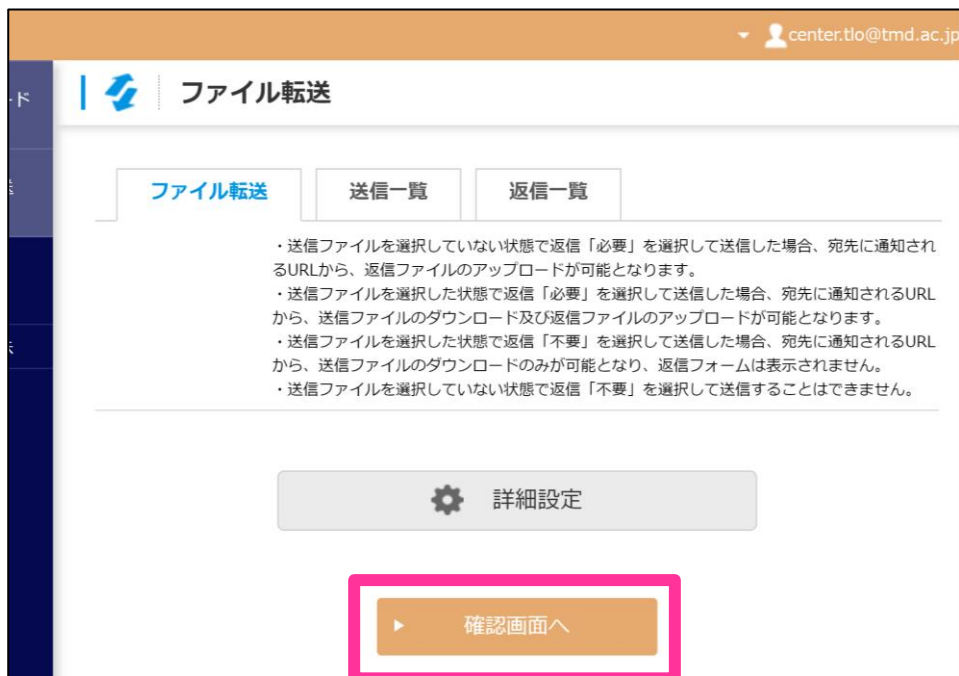 center.tlo@tmd.ac.jp
ード
ファイル転送
ファイル転送
送信一覧
返信一覧
・送信ファイルを選択していない状態で返信「必要」を選択して送信した場合、宛先に通知され
るURLから、返信ファイルのアップロードが可能となります。
・送信ファイルを選択した状態で返信「必要」を選択して送信した場合、宛先に通知されるURL
から、送信ファイルのダウンロード及び返信ファイルのアップロードが可能となります。
・送信ファイルを選択した状態で返信「不要」を選択して送信した場合、宛先に通知されるURL
から、送信ファイルのダウンロードのみが可能となり、返信フォームは表示されません。
・送信ファイルを選択していない状態で返信「不要」を選択して送信することはできません。
詳細設定
確認画面へ